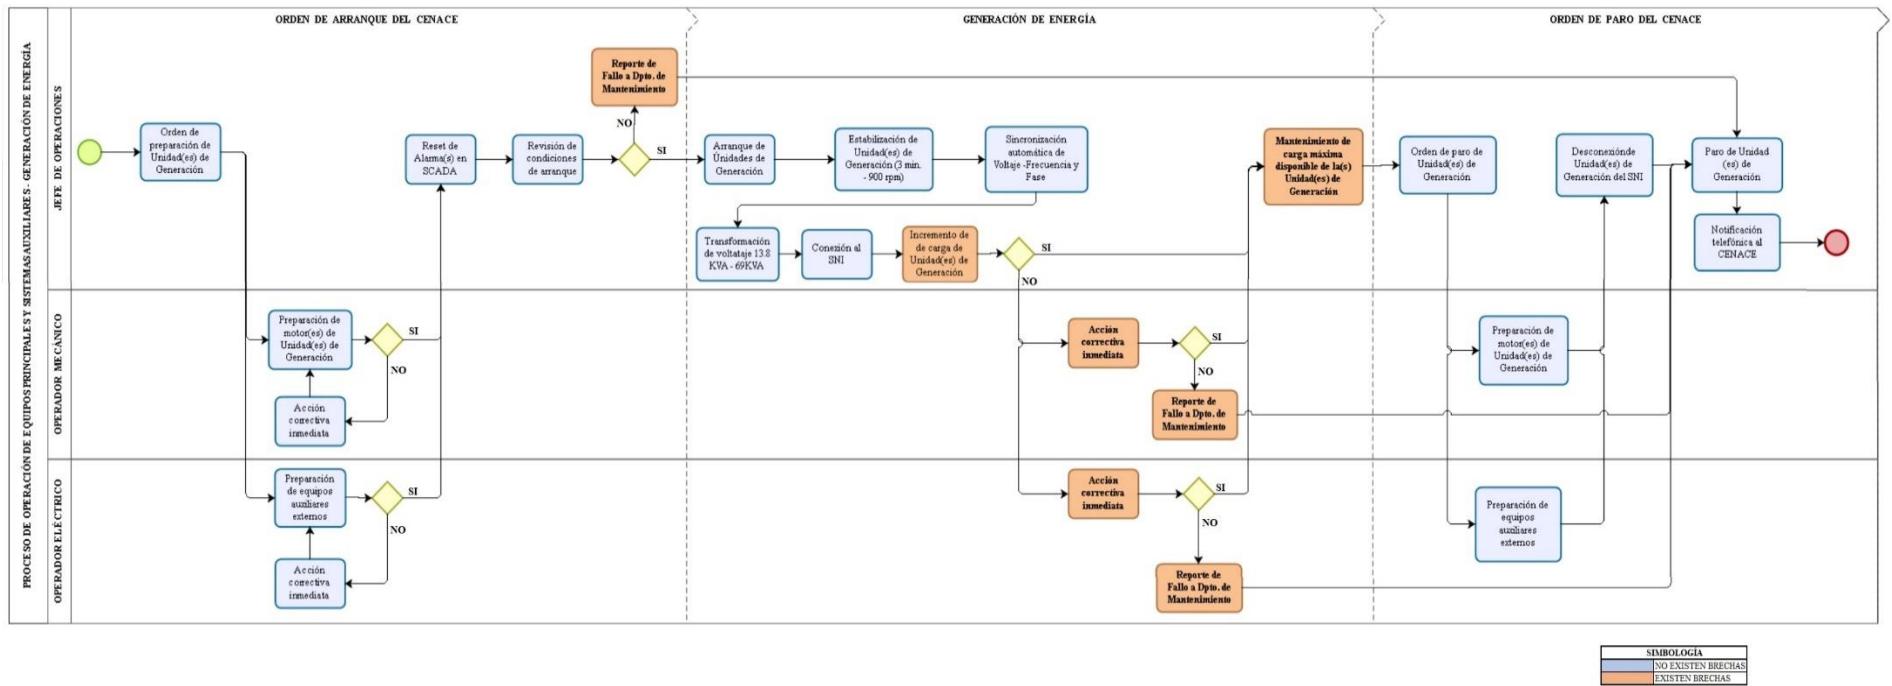 ORDEN DE ARRANQUE DEL CENACE
GENERACIÓN DE ENERGÍA
ORDEN DE PARO DEL CENACE
PROCESO DE OPERACIÓN DE EQUIPOS PRINCIPALES Y SISTEMAS AUXILIARES - GENERACIÓN DE ENERGÍA
JEFE DE OPERACIONES
Orden de
preparación de
Unidad(es) de
Generación
Reset de
Alarma(s) en
SCADA
Revisión de
condiciones
de arranque
Reporte de
Fallo a Dpto. de
Mantenimiento
NO
SI
Arranque de
Unidades de
Generación
Estabilización de
Unidad(es) de
Generación (3 min.
- 900 rpm)
Sincronización
automática de
Voltaje -Frecuencia y
Fase
Transformación
de voltataje 13.8
KVA - 69KVA
Conexión al
SNI
Incremento de
de carga de
Unidad(es) de
Generación
SI
NO
Mantenimiento de
carga máxima
disponible de la(s)
Unidad(es) de
Generación
Orden de paro de
Unidad(es) de
Generación
Desconexiónde
Unidad(es) de
Generación del SNI
Paro de Unidad
(es) de
Generación
Notificación
telefónica al
CENACE
OPERADOR MECÁNICO
Preparación de
motor(es) de
Unidad(es) de
Generación
SI
NO
Acción
correctiva
inmediata
Acción
correctiva
inmediata
SI
NO
Reporte de
Fallo a Dpto. de
Mantenimiento
Preparación de
motor(es) de
Unidad(es) de
Generación
OPERADOR ELÉCTRICO
Preparación
de equipos
auxiliares
externos
SI
NO
Acción
correctiva
inmediata
Acción
correctiva
inmediata
SI
NO
Reporte de
Fallo a Dpto. de
Mantenimiento
Preparación de
equipos
auxiliares
externos
SIMBOLOGÍA
NO EXISTEN BRECHAS
EXISTEN BRECHAS